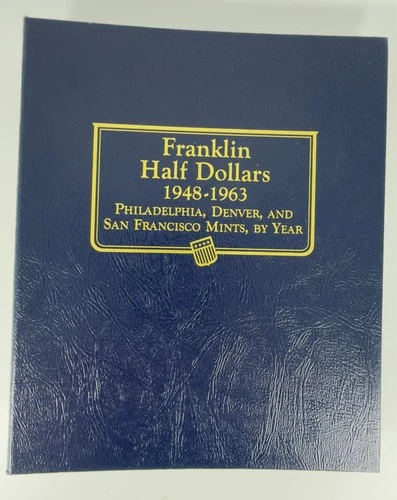 Franklin
Half Dollars
1948-1963
Philadelphia, Denver, and
San Francisco Mints, by Year